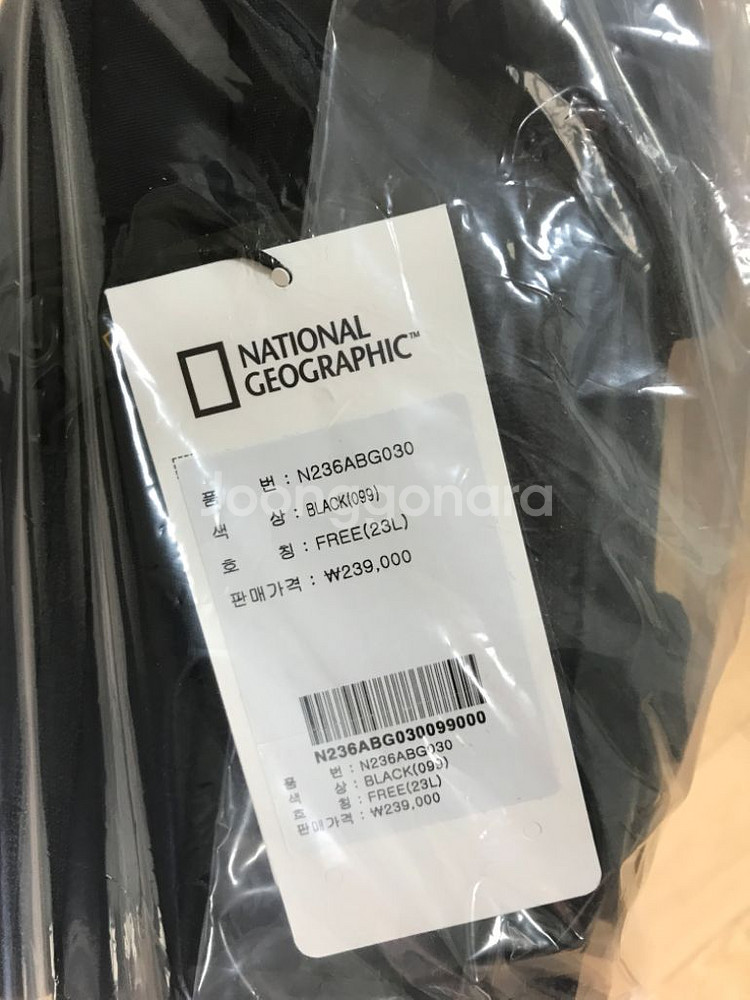 NATIONAL
GEOGRAPHIC™
품 번 : N236ABG030
색 상 : BLACK(099)
호 칭 : FREE(23L)
판매가격 : ₩239,000
joonggonara
N236ABG030099000
품 번 : N236ABG030
색 상 : BLACK(099)
호 칭 : FREE(23L)
판매가격 : ₩239,000